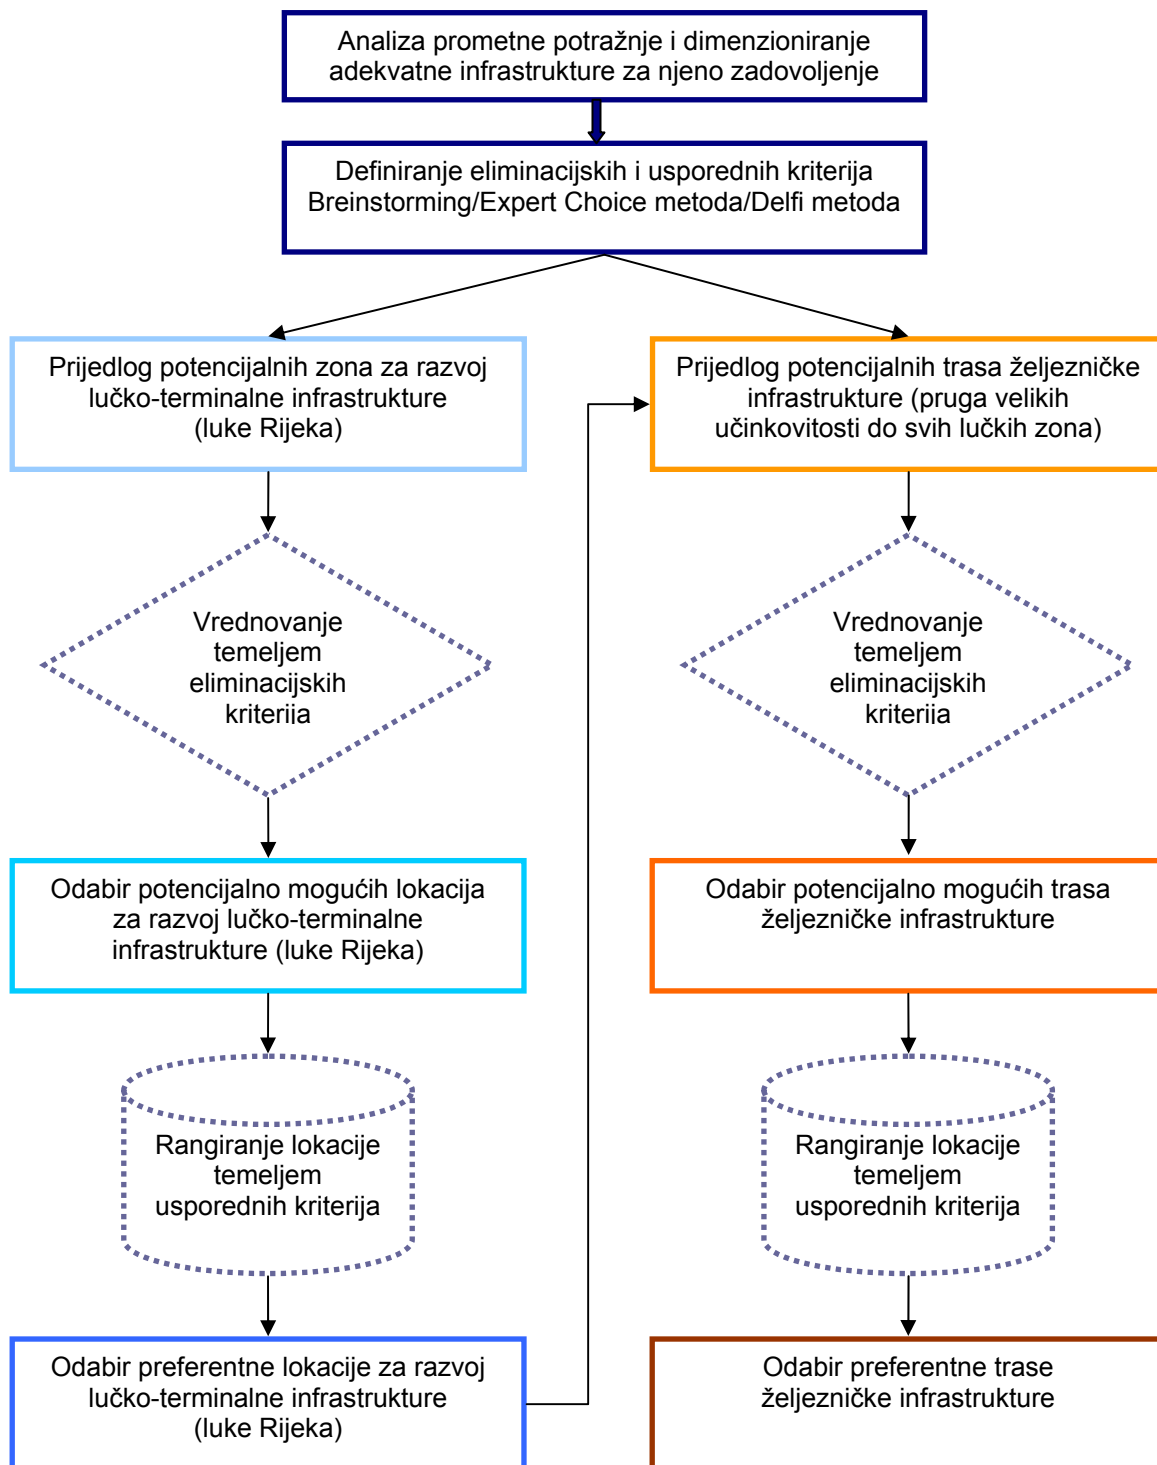 Analiza prometne potražnje i dimenzioniranje
adekvatne infrastrukture za njeno zadovoljenje
Definiranje eliminacijskih i usporednih kriterija
Breinstorming/Expert Choice metoda/Delfi metoda
Prijedlog potencijalnih zona za razvoj
lučko-terminalne infrastrukture
(luke Rijeka)
Prijedlog potencijalnih trasa željezničke
infrastrukture (pruga velikih
učinkovitosti do svih lučkih zona)
Vrednovanje
temeljem
eliminacijskih
kriterija
Vrednovanje
temeljem
eliminacijskih
kriterija
Odabir potencijalno mogućih lokacija
za razvoj lučko-terminalne
infrastrukture (luke Rijeka)
Odabir potencijalno mogućih trasa
željezničke infrastrukture
Rangiranje lokacije
temeljem
usporednih kriterija
Rangiranje lokacije
temeljem
usporednih kriterija
Odabir preferentne lokacije za razvoj
lučko-terminalne infrastrukture
(luke Rijeka)
Odabir preferentne trase
željezničke infrastrukture